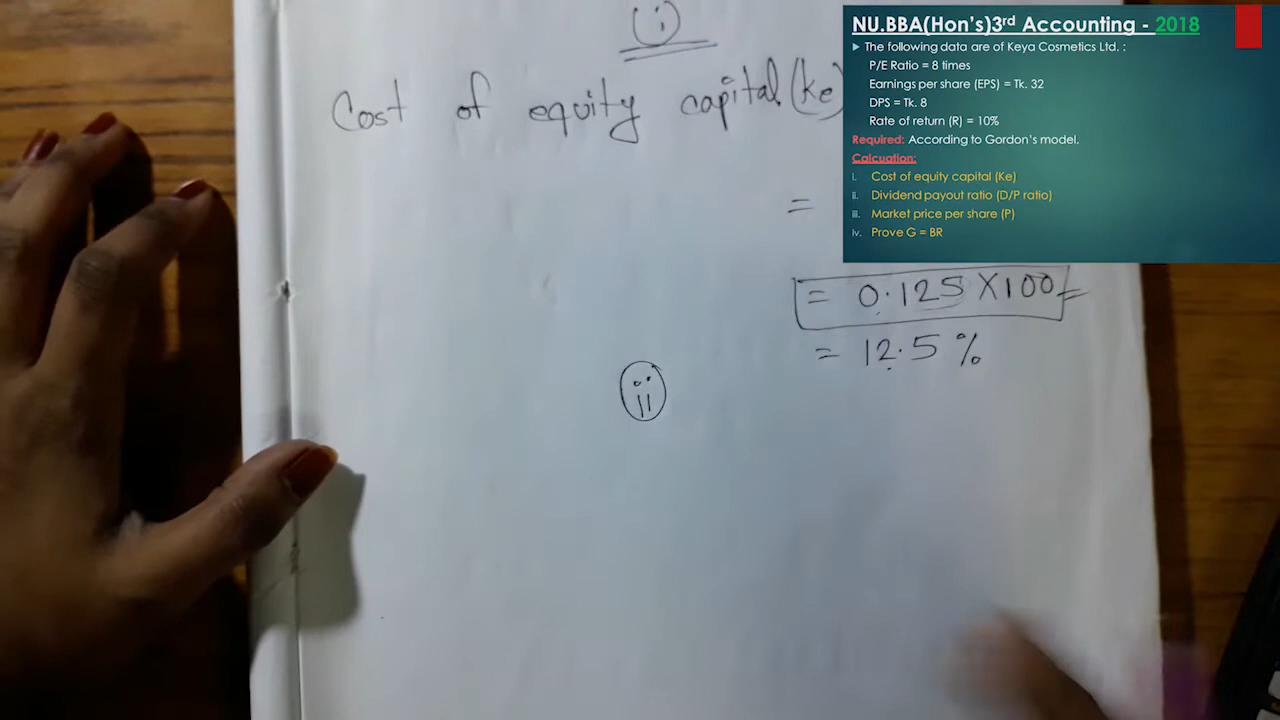 (i)
Cost of equity capital (Ke)
=
= 0.125 X100
= 12.5 %
ii
NU.BBA(Hon's)3rd Accounting - 2018
The following data are of Keya Cosmetics Ltd. :
P/E Ratio = 8 times
Earnings per share (EPS) = Tk. 32
DPS = Tk. 8
Rate of return (R) = 10%
Required: According to Gordon's model.
Calcuation:
i. Cost of equity capital (Ke)
ii. Dividend payout ratio (D/P ratio)
iii. Market price per share (P)
iv. Prove G = BR